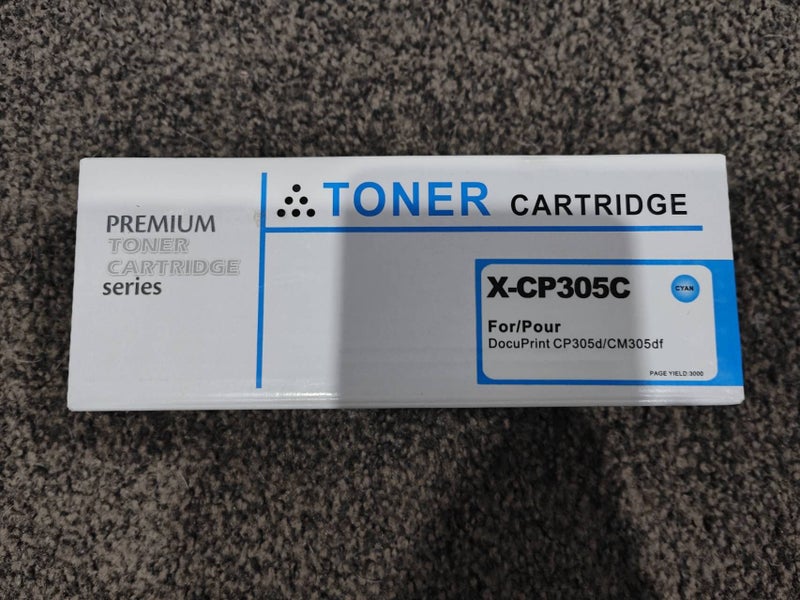 PREMIUM
TONER
CARTRIDGE
series
TONER CARTRIDGE
X-CP305C
CYAN
For/Pour
DocuPrint CP305d/CM305df
PAGE YIELD:3000